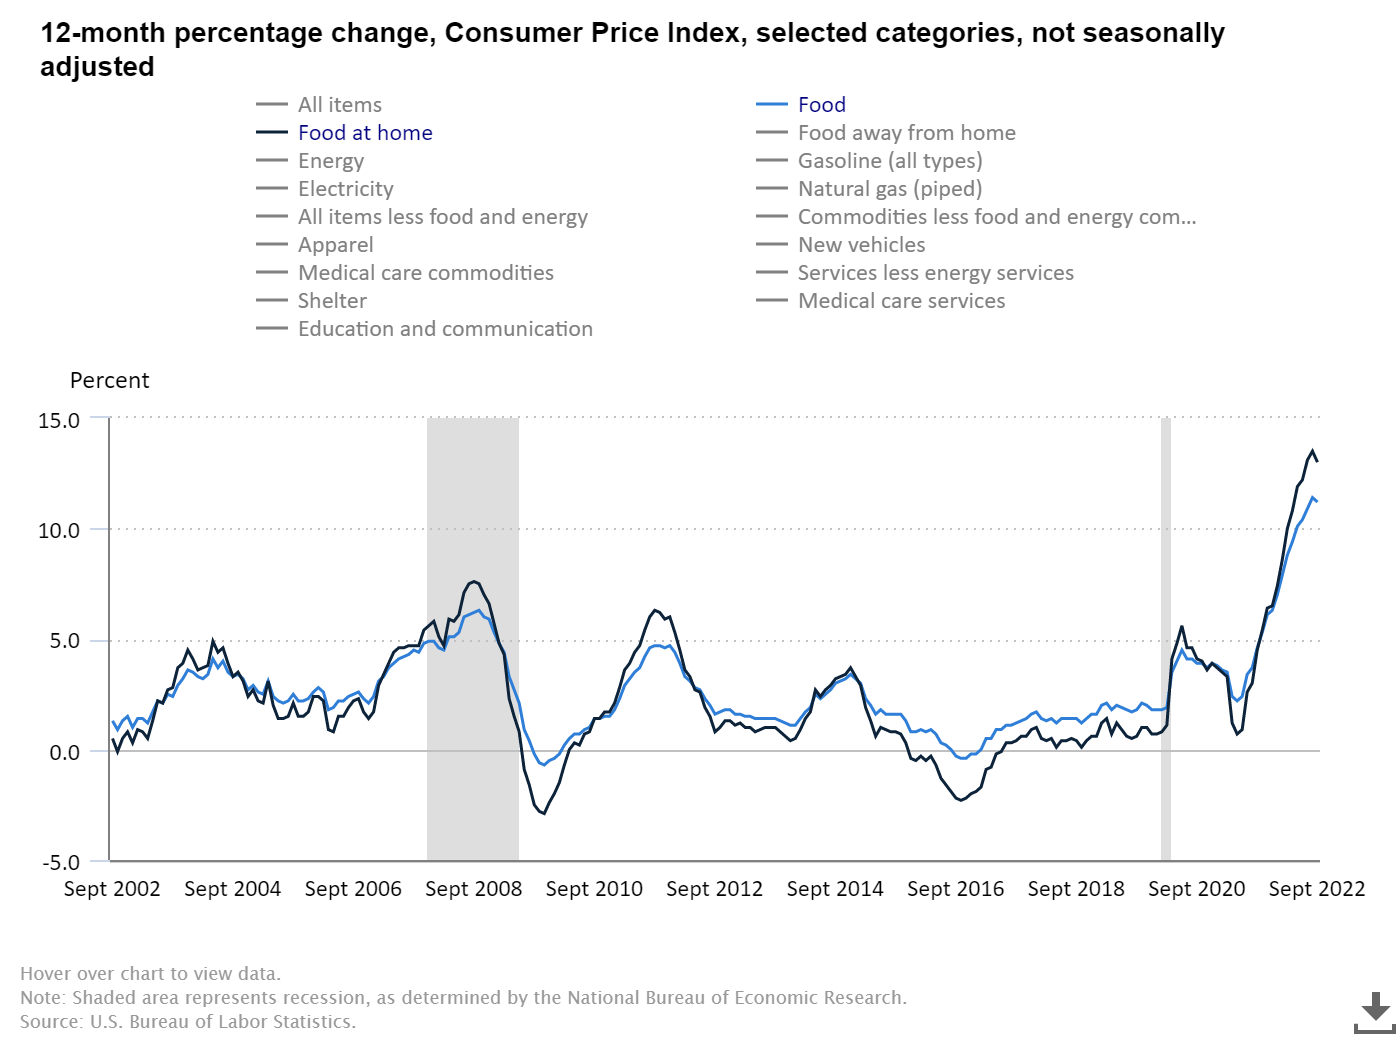 12-month percentage change, Consumer Price Index, selected categories, not seasonally
adjusted
All items
Food
Food at home
Food away from home
Energy
Gasoline (all types)
Electricity
Natural gas (piped)
All items less food and energy
Commodities less food and energy com...
Apparel
New vehicles
Medical care commodities
Services less energy services
Shelter
Medical care services
Education and communication
Percent
15.0
10.0
5.0
0.0
-5.0
Sept 2002 Sept 2004 Sept 2006 Sept 2008 Sept 2010 Sept 2012 Sept 2014 Sept 2016 Sept 2018 Sept 2020 Sept 2022
Hover over chart to view data.
Note: Shaded area represents recession, as determined by the National Bureau of Economic Research.
Source: U.S. Bureau of Labor Statistics.